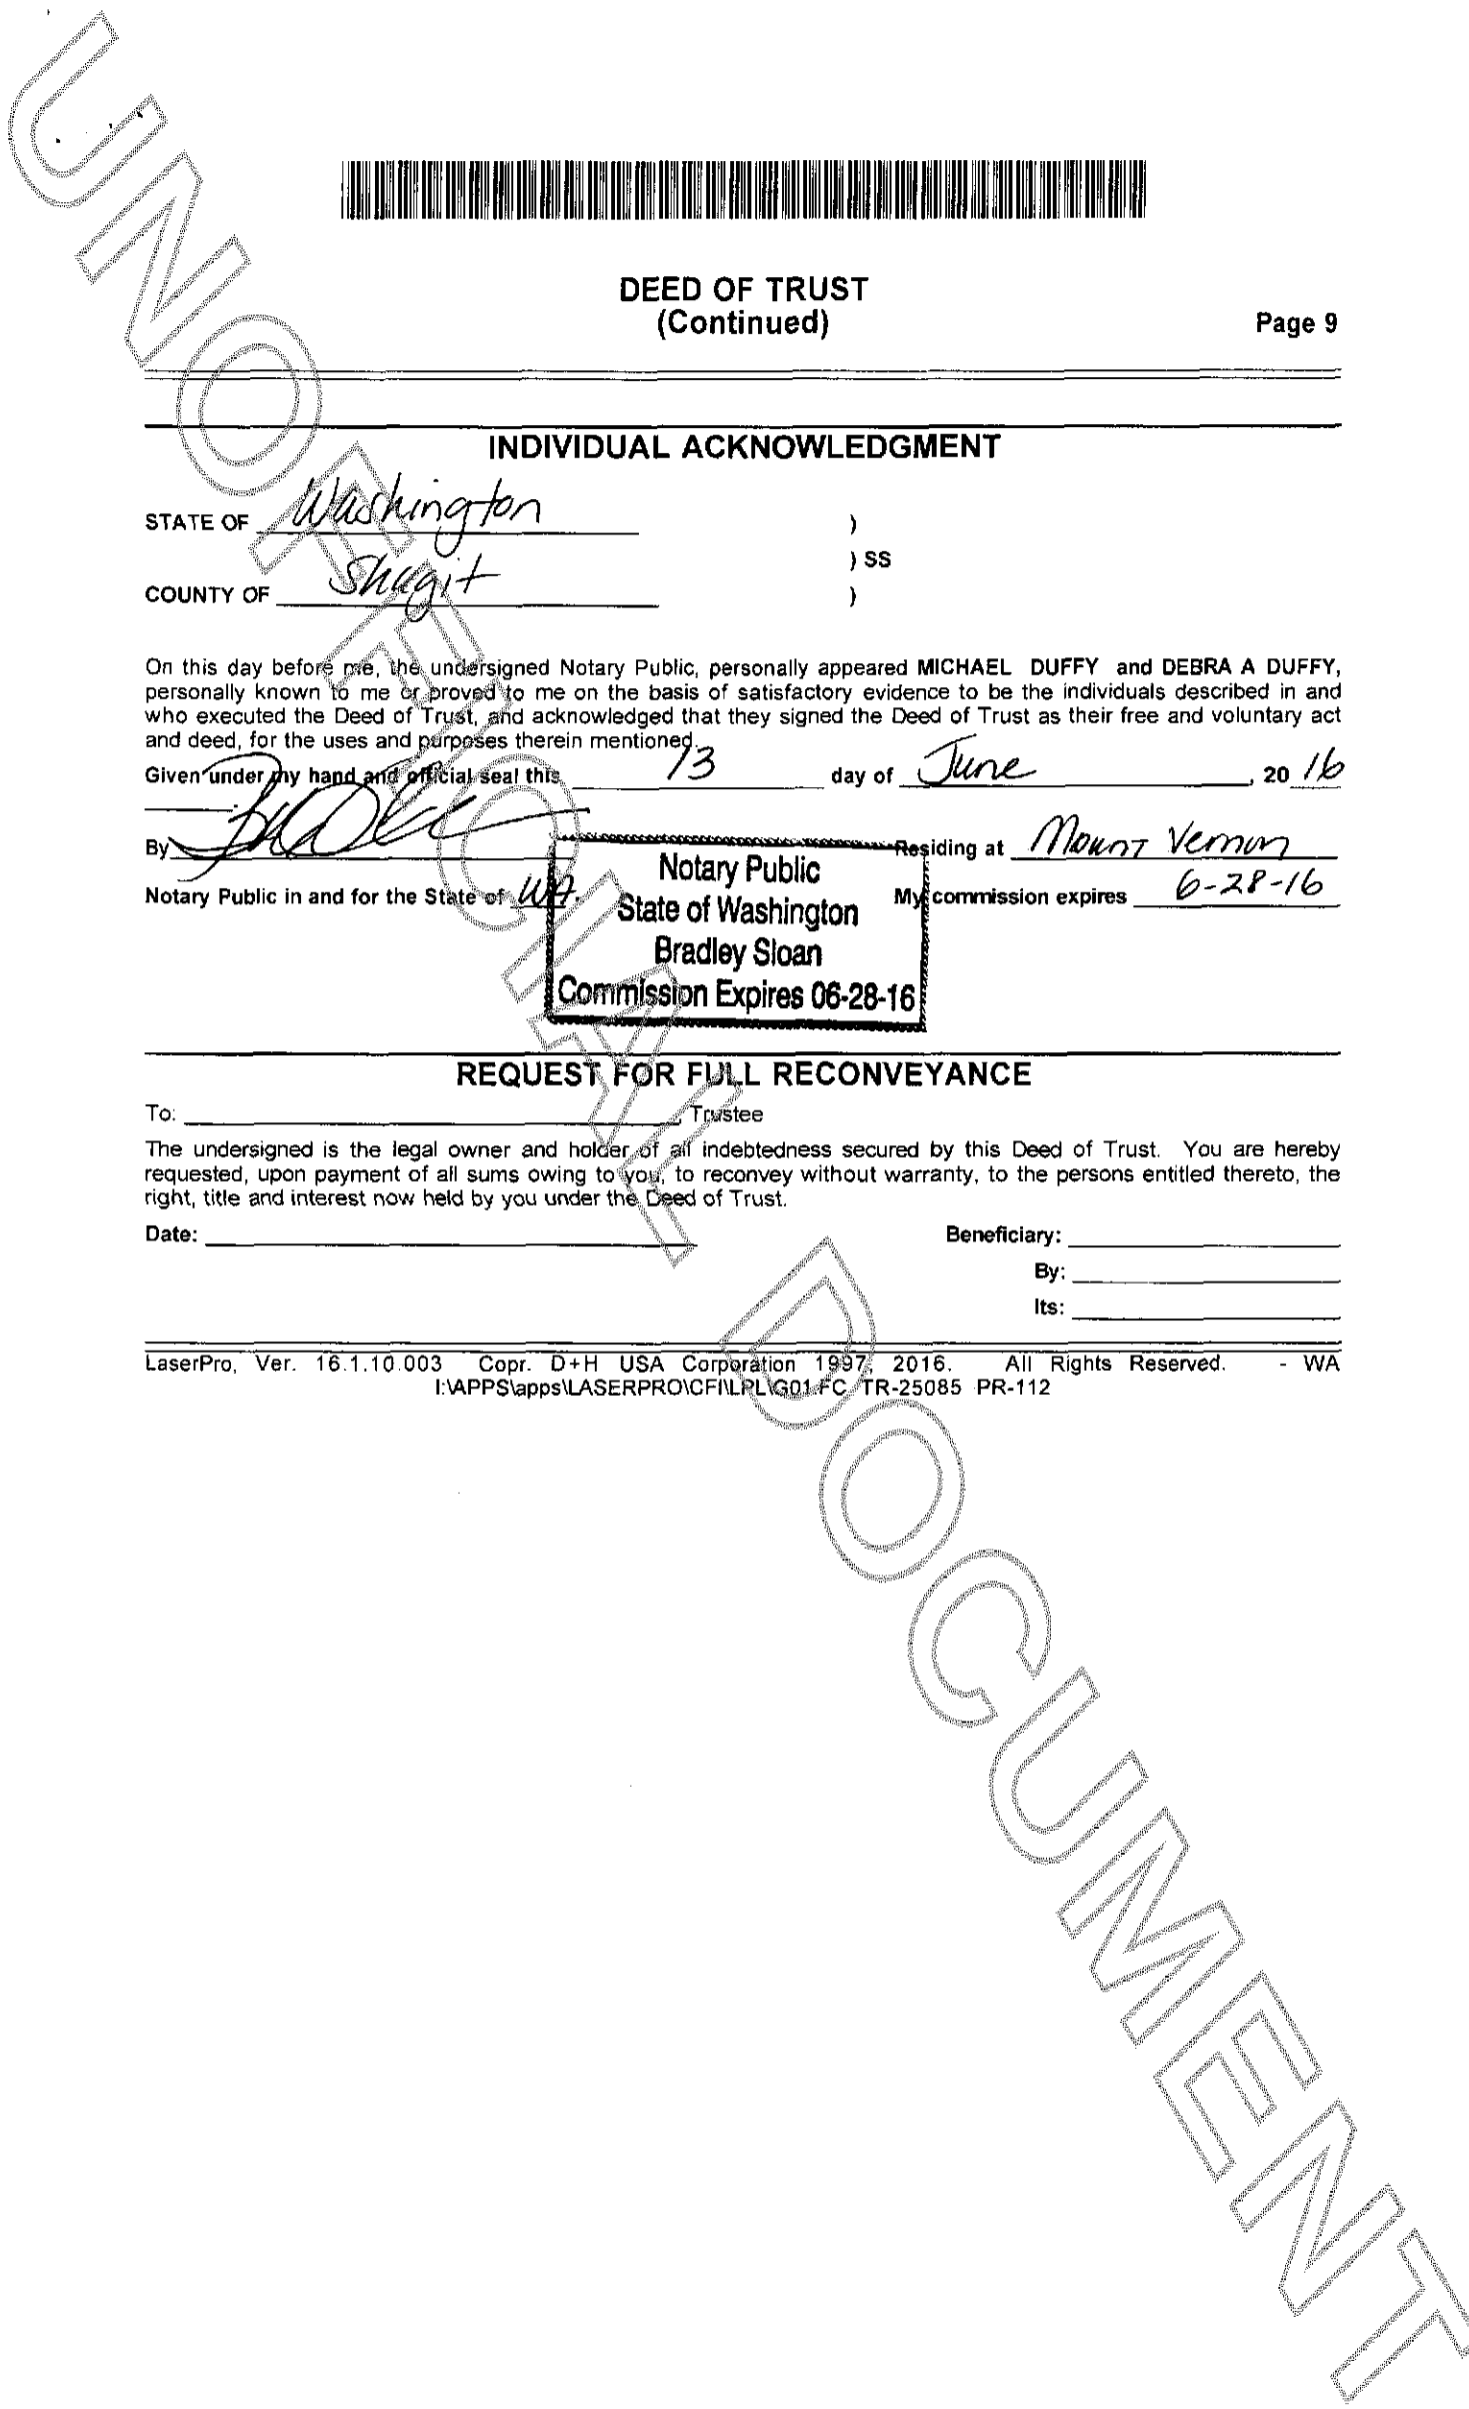 DEED OF TRUST
(Continued) Page 9
INDIVIDUAL ACKNOWLEDGMENT
STATE OF Washington )
) SS
COUNTY OF Skagit )
On this day before me, the undersigned Notary Public, personally appeared MICHAEL DUFFY and DEBRA A DUFFY,
personally known to me or proved to me on the basis of satisfactory evidence to be the individuals described in and
who executed the Deed of Trust, and acknowledged that they signed the Deed of Trust as their free and voluntary act
and deed, for the uses and purposes therein mentioned.
Given under my hand and official seal this 13 day of June , 20 16
By Residing at Mount Vernon
Notary Public in and for the State of WA. My commission expires 6-28-16
Notary Public
State of Washington
Bradley Sloan
Commission Expires 06-28-16
REQUEST FOR FULL RECONVEYANCE
To: , Trustee
The undersigned is the legal owner and holder of all indebtedness secured by this Deed of Trust. You are hereby
requested, upon payment of all sums owing to you, to reconvey without warranty, to the persons entitled thereto, the
right, title and interest now held by you under the Deed of Trust.
Date: Beneficiary:
By:
Its:
LaserPro, Ver. 16.1.10.003 Copr. D+H USA Corporation 1997, 2016. All Rights Reserved. - WA
I:\APPS\apps\LASERPRO\CFI\LPL\G01.FC TR-25085 PR-112
UNOFFICIAL DOCUMENT